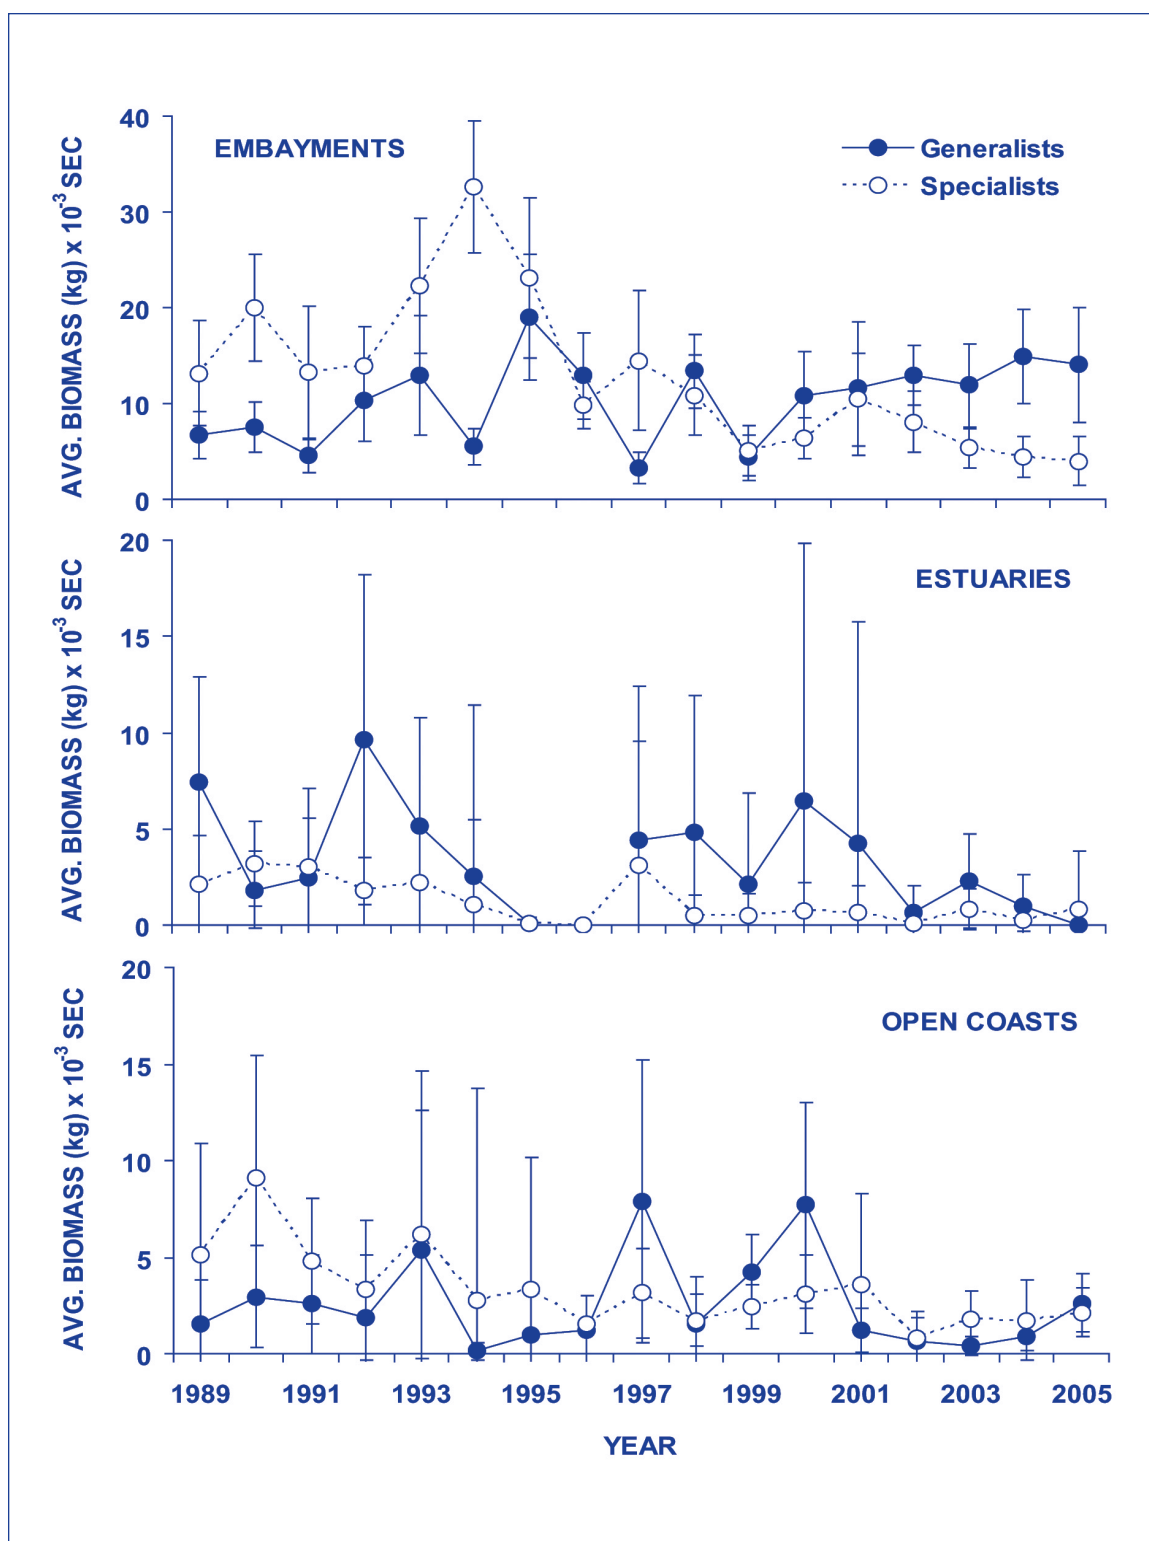 EMBAYMENTS
Generalists
Specialists
AVG. BIOMASS (kg) x 10⁻³ SEC
40
30
20
10
0
ESTUARIES
AVG. BIOMASS (kg) x 10⁻³ SEC
20
15
10
5
0
OPEN COASTS
AVG. BIOMASS (kg) x 10⁻³ SEC
20
15
10
5
0
1989 1991 1993 1995 1997 1999 2001 2003 2005
YEAR